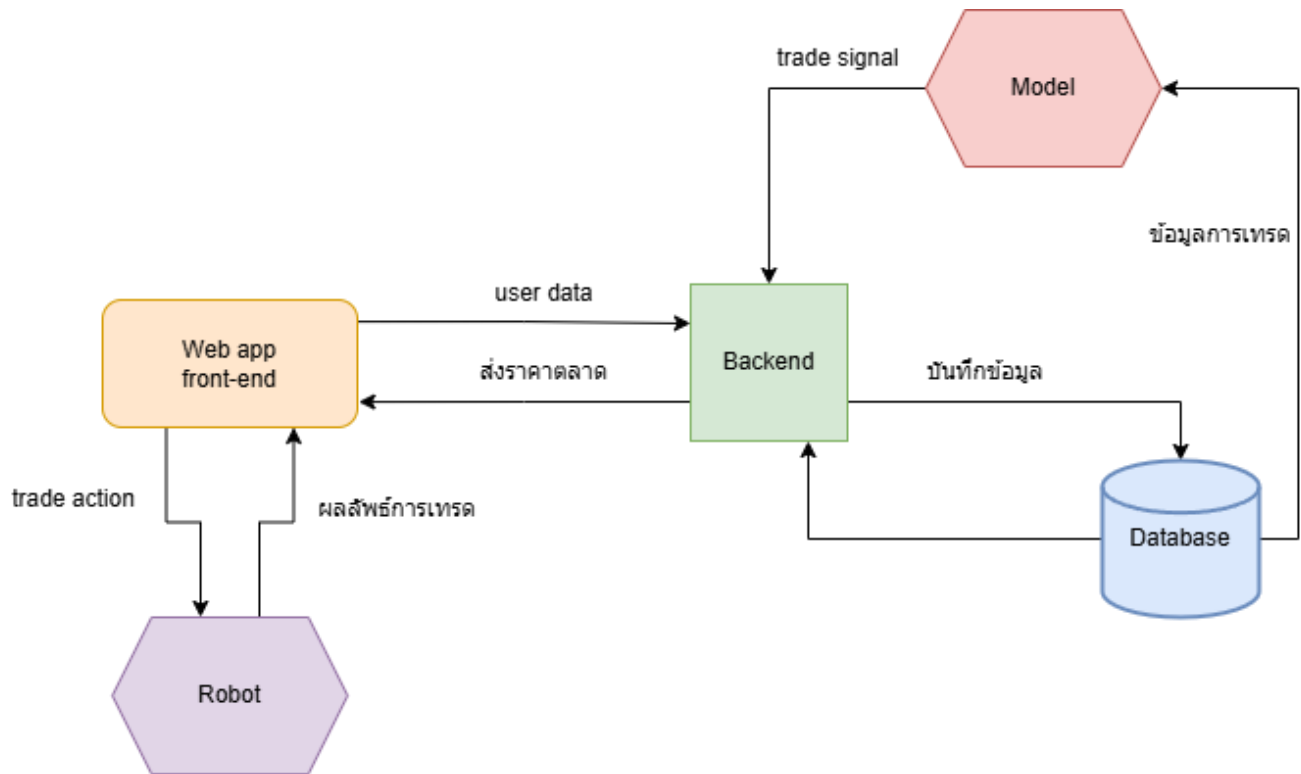 trade signal
Model
ข้อมูลการเทรด
user data
Web app
front-end
ส่งราคาตลาด
Backend
บันทึกข้อมูล
trade action
ผลลัพธ์การเทรด
Database
Robot